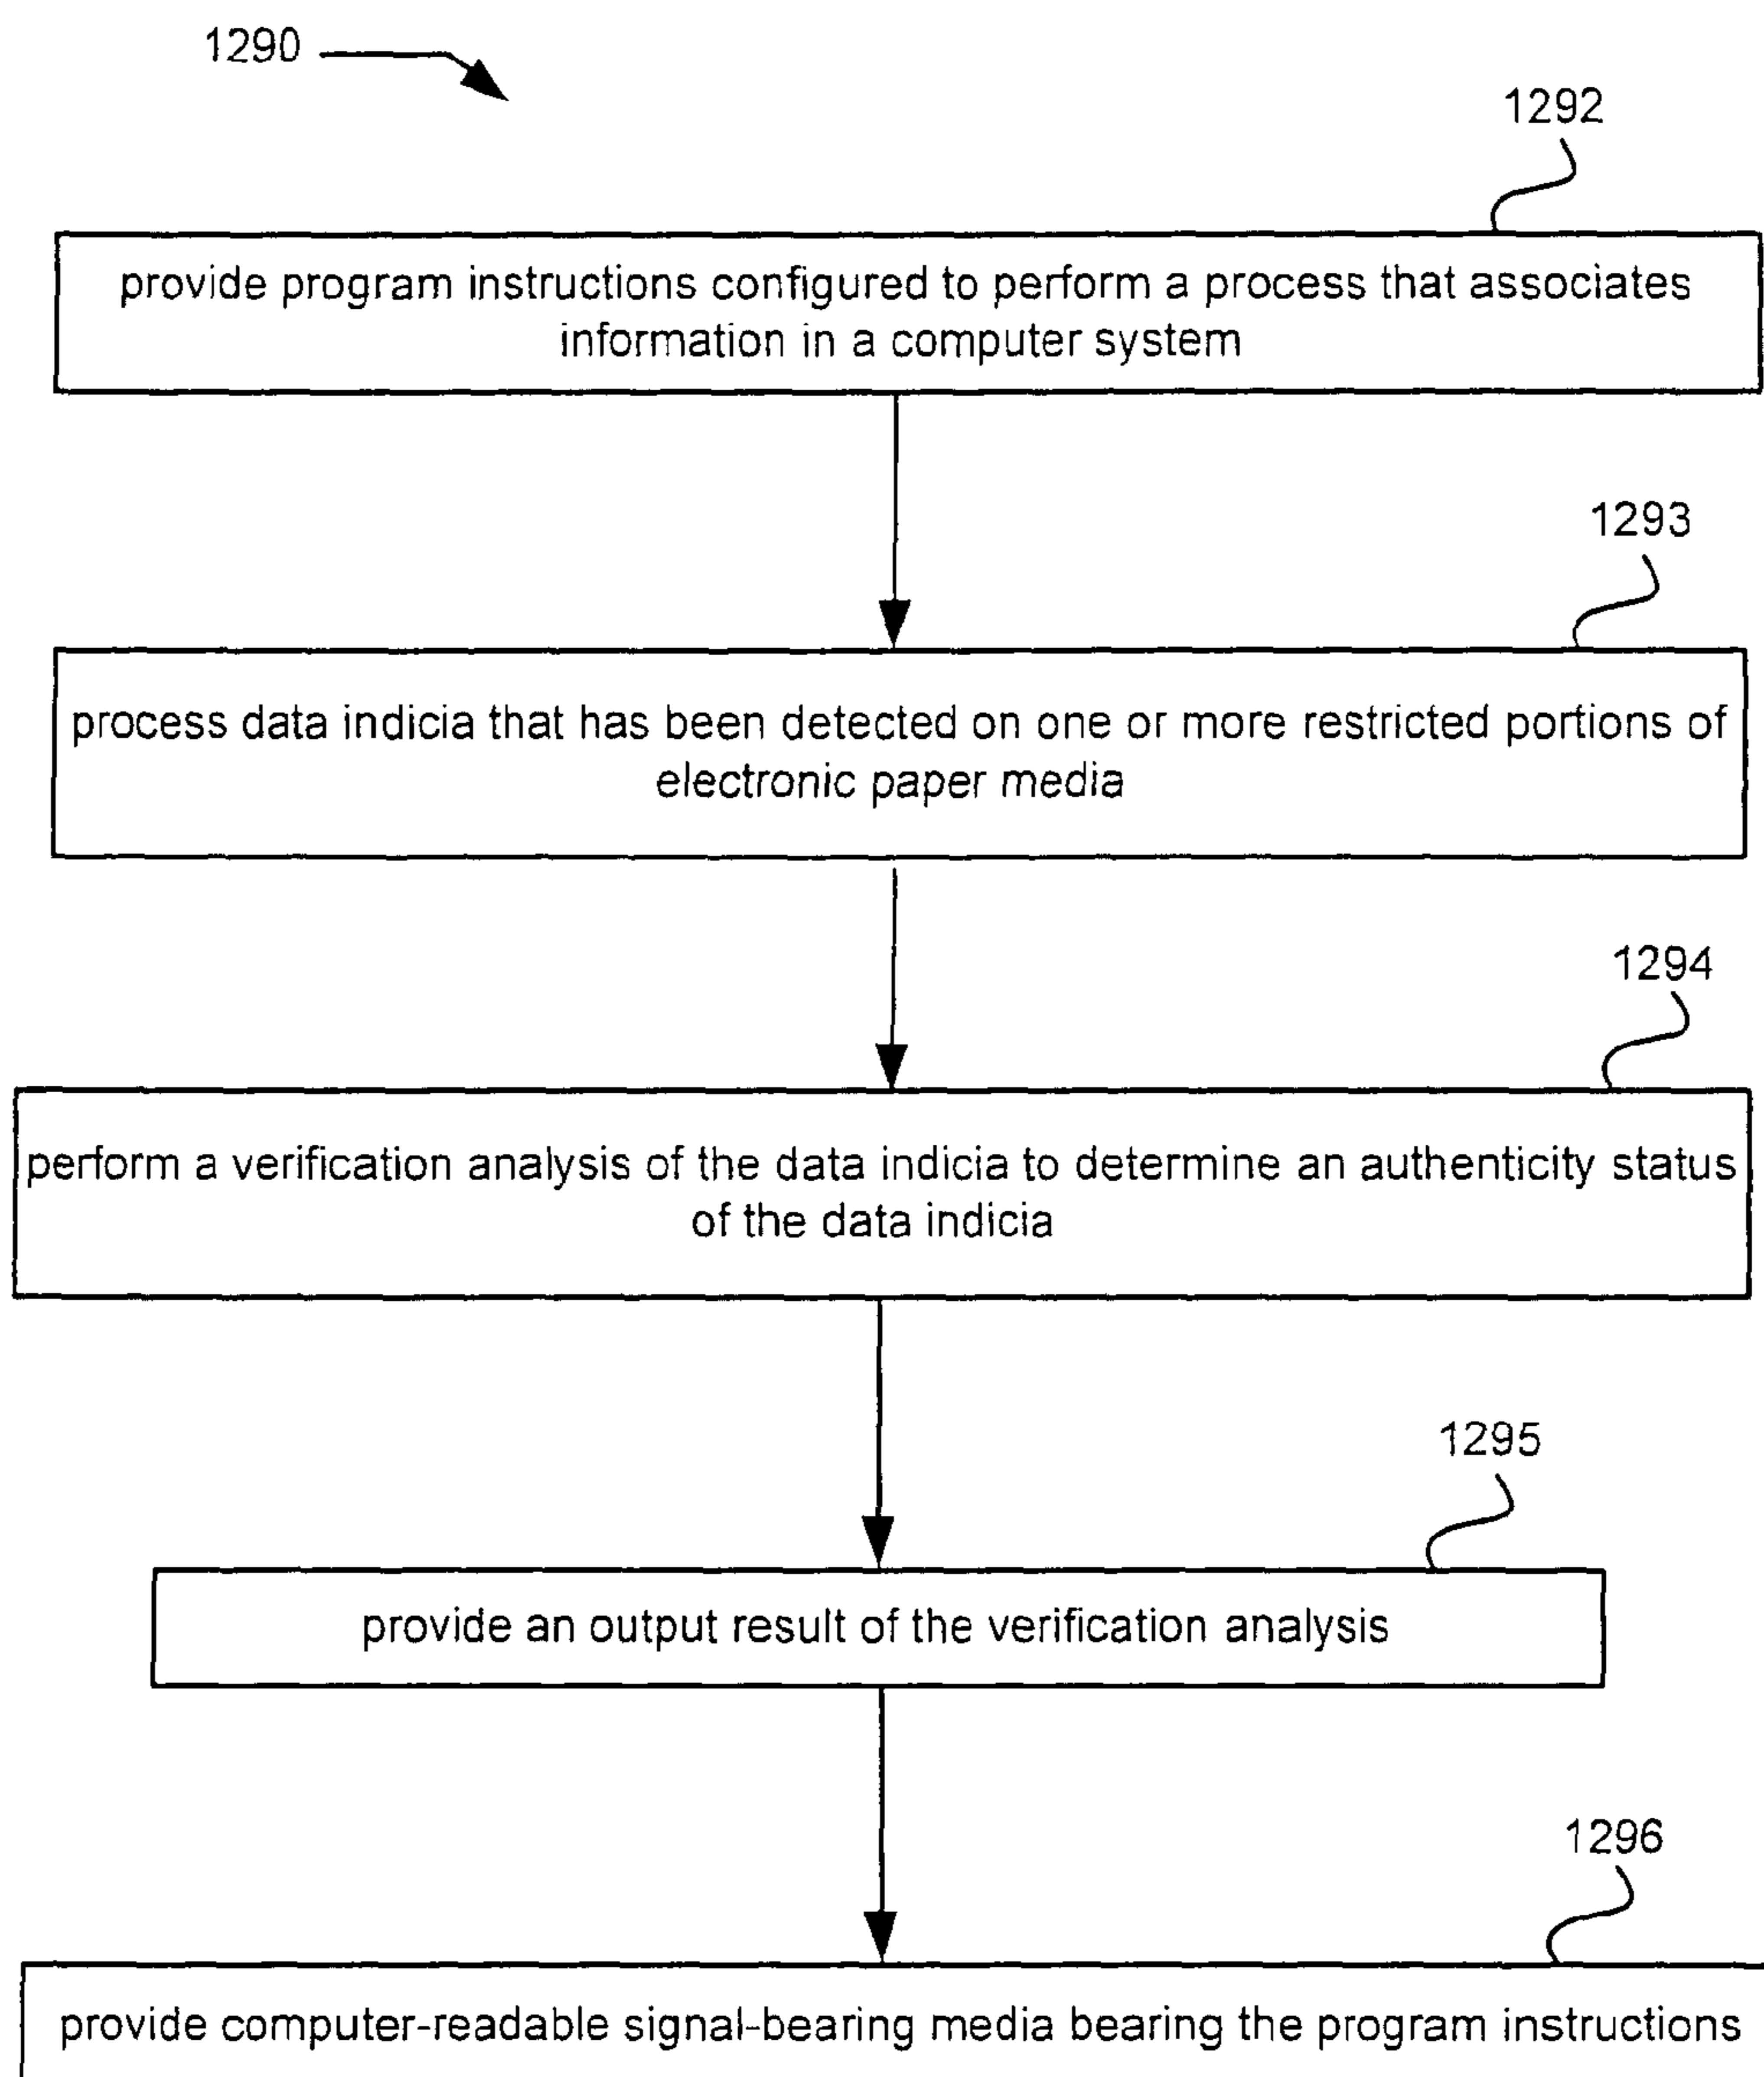 1290
1292
provide program instructions configured to perform a process that associates
information in a computer system
1293
process data indicia that has been detected on one or more restricted portions of
electronic paper media
1294
perform a verification analysis of the data indicia to determine an authenticity status
of the data indicia
1295
provide an output result of the verification analysis
1296
provide computer-readable signal-bearing media bearing the program instructions